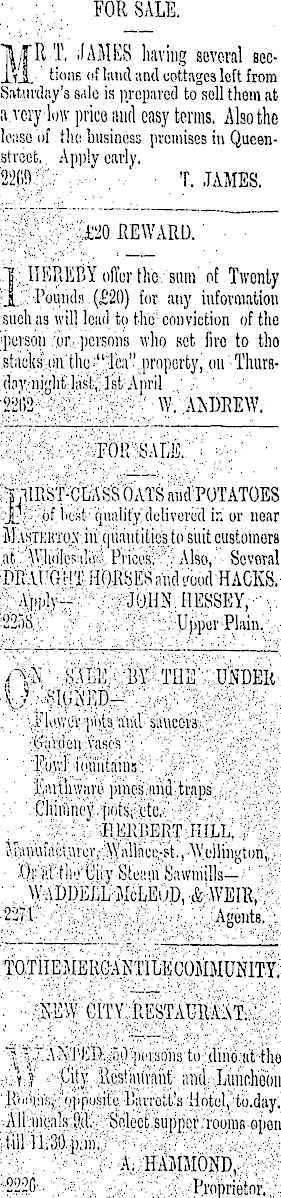 FOR SALE.
MR T. JAMES having several sec-
tions of land and cottages left from
Saturday's sale is prepared to sell them at
a very low price and easy terms. Also the
lease of the business premises in Queen-
street. Apply early.
2269 T. JAMES.
£20 REWARD.
I HEREBY offer the sum of Twenty
Pounds (£20) for any information
such as will lead to the conviction of the
person or persons who set fire to the
stacks on the "Tea" property, on Thurs-
day night last, 1st April
2262 W. ANDREW.
FOR SALE.
FIRST-CLASS OATS and POTATOES
of best quality delivered in or near
MASTERTON in quantities to suit customers
at Wholesale Prices. Also, Several
DRAUGHT HORSES and good HACKS.
Apply— JOHN HESSEY,
2258 Upper Plain.
ON SALE BY THE UNDER
SIGNED—
Flower pots and saucers
Garden vases
Fowl fountains
Earthware pipes and traps
Chimney pots, etc.
HERBERT HILL,
Manufacturer, Wallace-st., Wellington,
Or at the City Steam Sawmills—
WADDELL McLEOD, & WEIR,
2271 Agents.
TO THE MERCANTILE COMMUNITY.
NEW CITY RESTAURANT.
WANTED, 50 persons to dine at the
City Restaurant and Luncheon
Rooms, opposite Barrett's Hotel, to.day.
All meals 9d. Select supper rooms open
till 11.30 p.m.
A. HAMMOND,
2226 Proprietor.